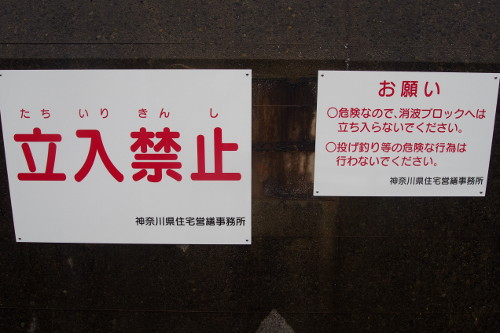 たち いり きん し
立入禁止
神奈川県住宅営繕事務所
お願い
○危険なので、消波ブロックへは
立ち入らないでください。
○投げ釣り等の危険な行為は
行わないでください。
神奈川県住宅営繕事務所